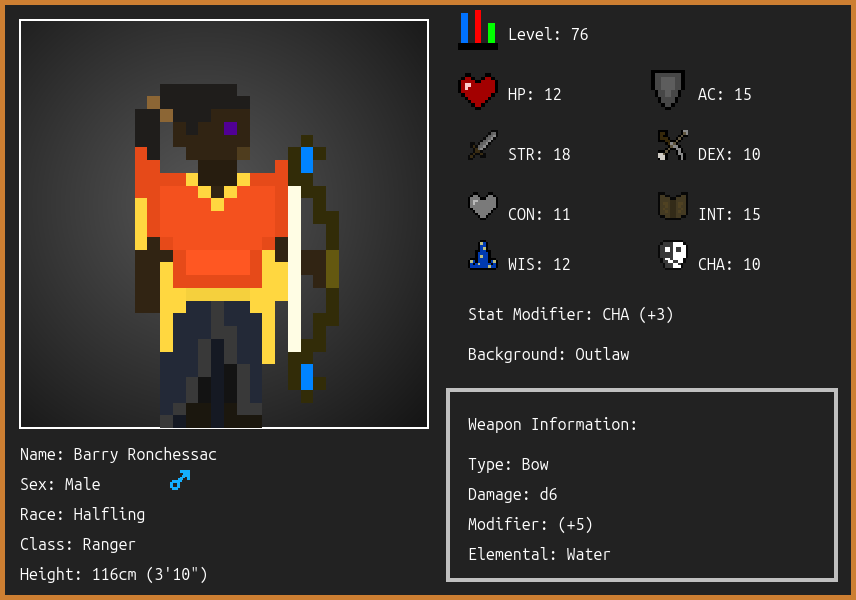 Level: 76
HP: 12
AC: 15
STR: 18
DEX: 10
CON: 11
INT: 15
WIS: 12
CHA: 10
Stat Modifier: CHA (+3)
Background: Outlaw
Weapon Information:
Type: Bow
Damage: d6
Modifier: (+5)
Elemental: Water
Name: Barry Ronchessac
Sex: Male
Race: Halfling
Class: Ranger
Height: 116cm (3'10")